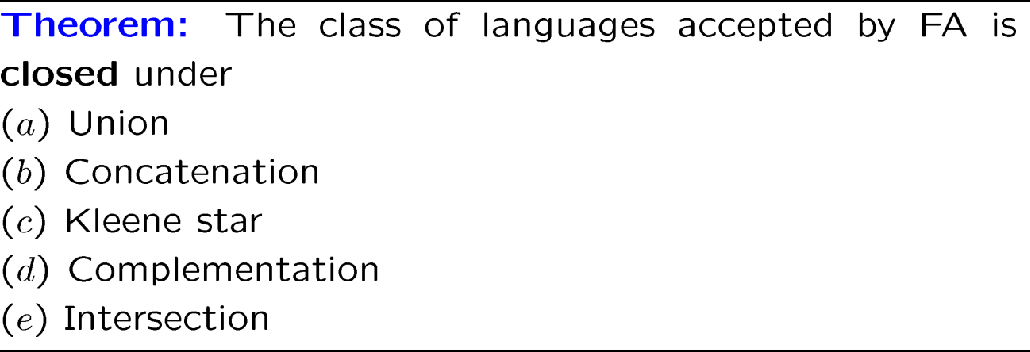 Theorem: The class of languages accepted by FA is
closed under
(a) Union
(b) Concatenation
(c) Kleene star
(d) Complementation
(e) Intersection